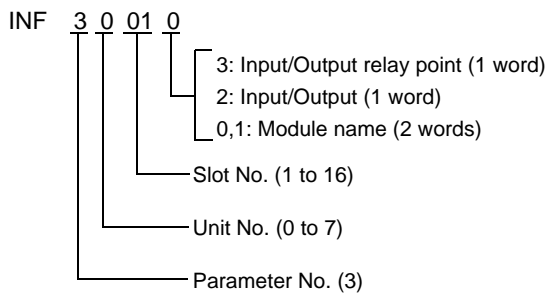 INF 3 0 01 0
3: Input/Output relay point (1 word)
2: Input/Output (1 word)
0,1: Module name (2 words)
Slot No. (1 to 16)
Unit No. (0 to 7)
Parameter No. (3)